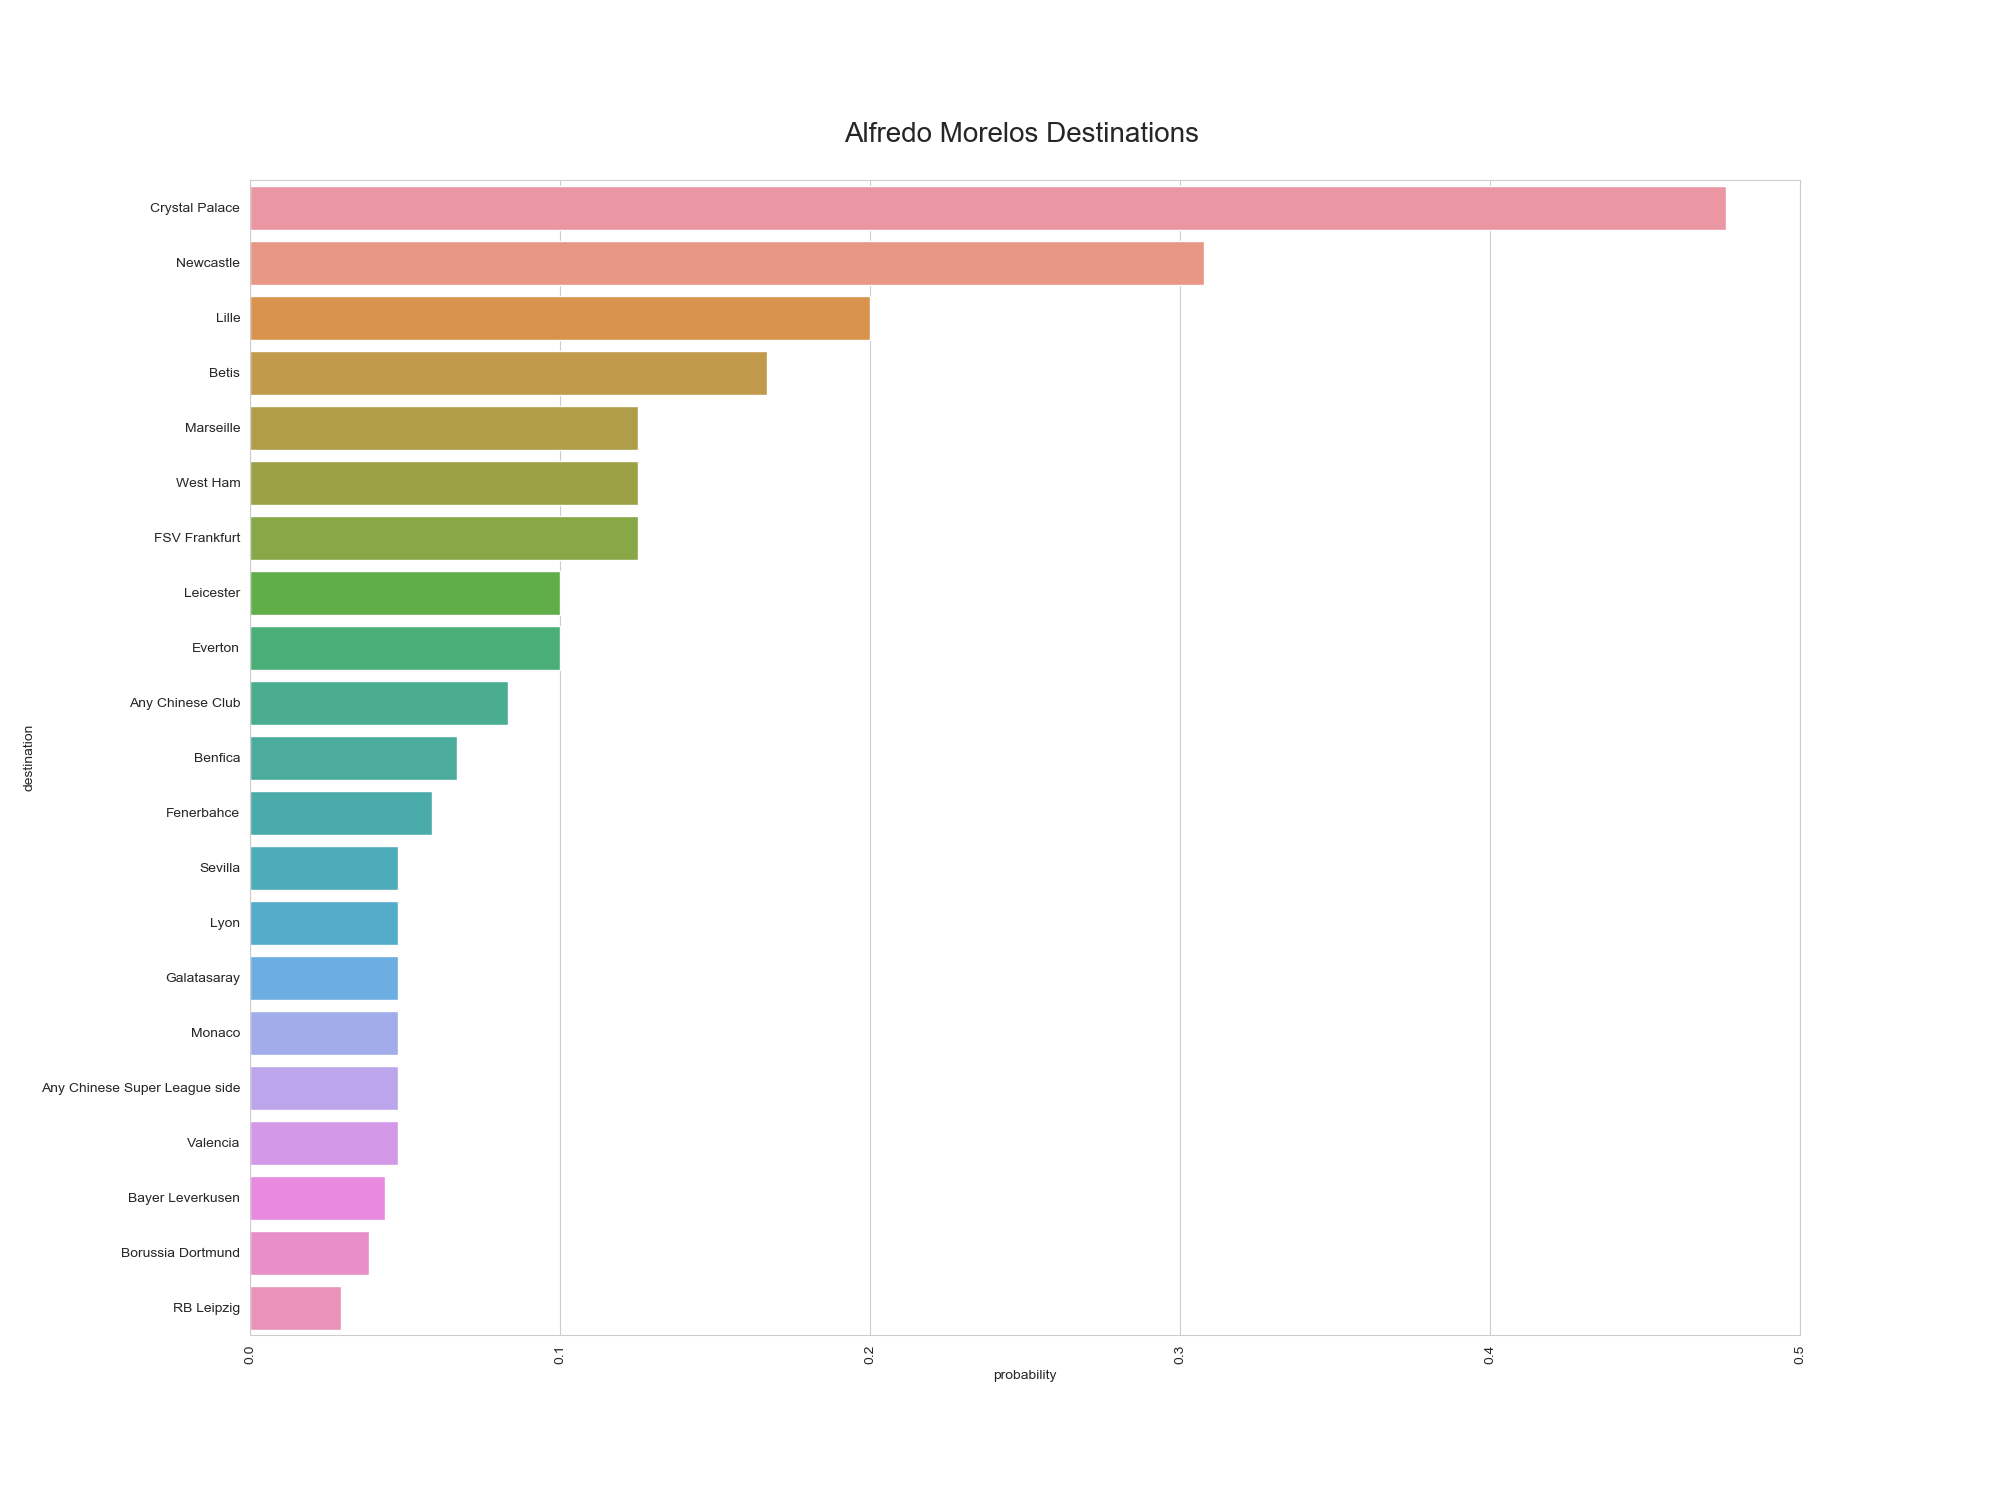 Alfredo Morelos Destinations
destination
Crystal Palace
Newcastle
Lille
Betis
Marseille
West Ham
FSV Frankfurt
Leicester
Everton
Any Chinese Club
Benfica
Fenerbahce
Sevilla
Lyon
Galatasaray
Monaco
Any Chinese Super League side
Valencia
Bayer Leverkusen
Borussia Dortmund
RB Leipzig
0.0
0.1
0.2
0.3
0.4
0.5
probability